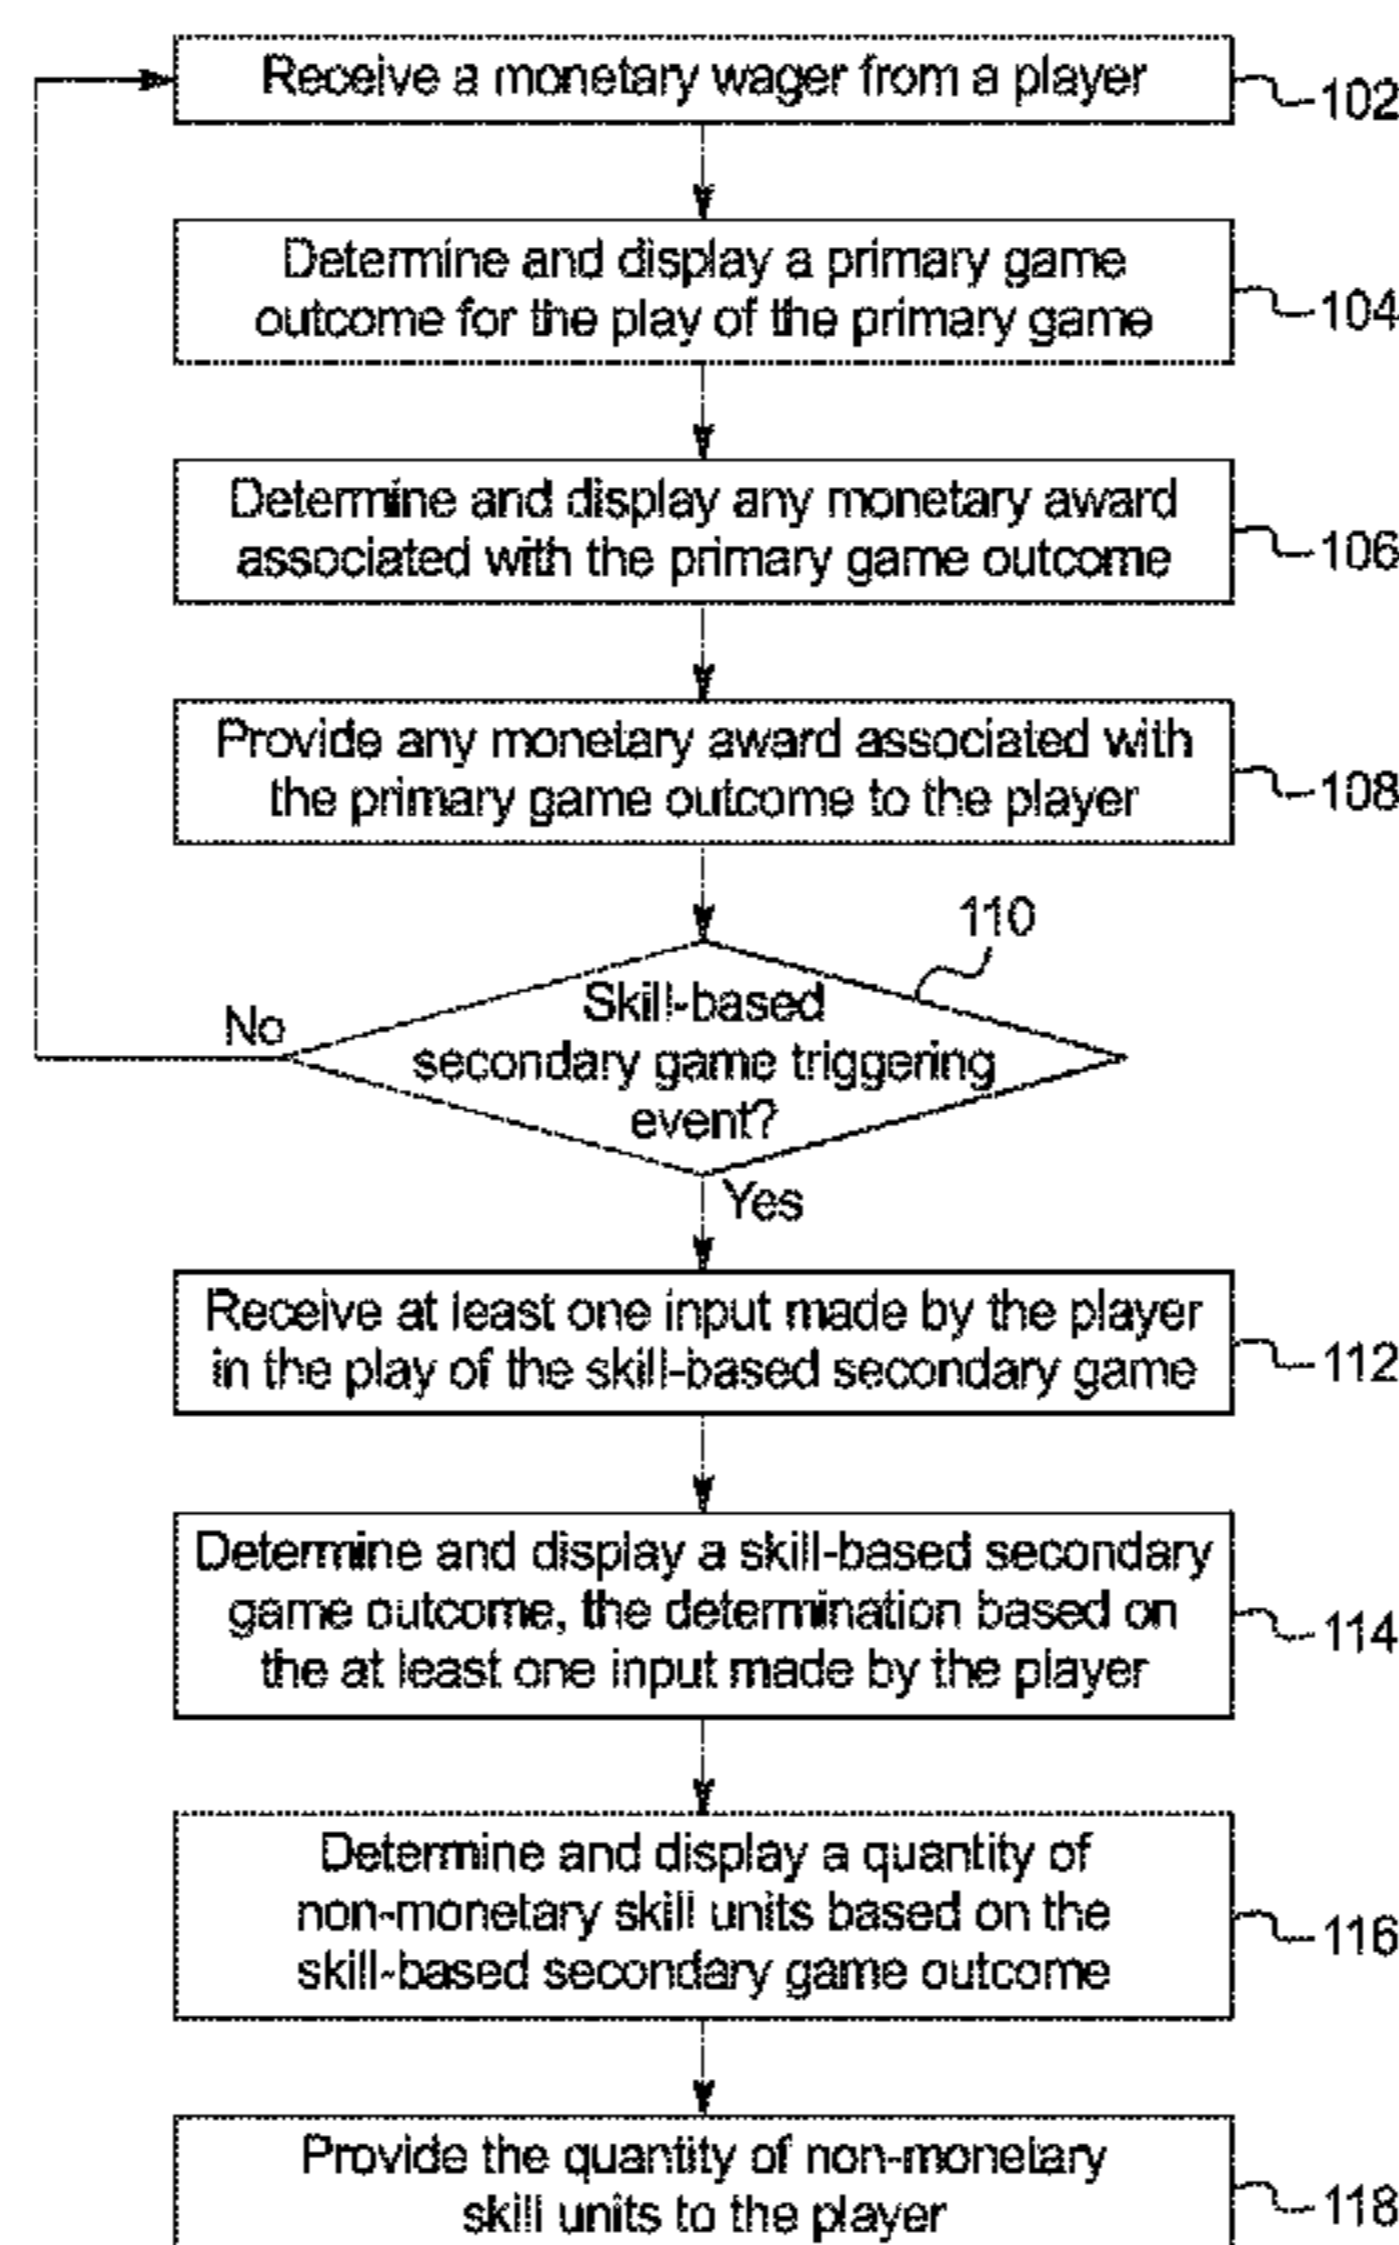 Receive a monetary wager from a player
102
Determine and display a primary game
outcome for the play of the primary game
104
Determine and display any monetary award
associated with the primary game outcome
106
Provide any monetary award associated with
the primary game outcome to the player
108
110
Skill-based
secondary game triggering
event?
No
Yes
Receive at least one input made by the player
in the play of the skill-based secondary game
112
Determine and display a skill-based secondary
game outcome, the determination based on
the at least one input made by the player
114
Determine and display a quantity of
non-monetary skill units based on the
skill-based secondary game outcome
116
Provide the quantity of non-monetary
skill units to the player
118